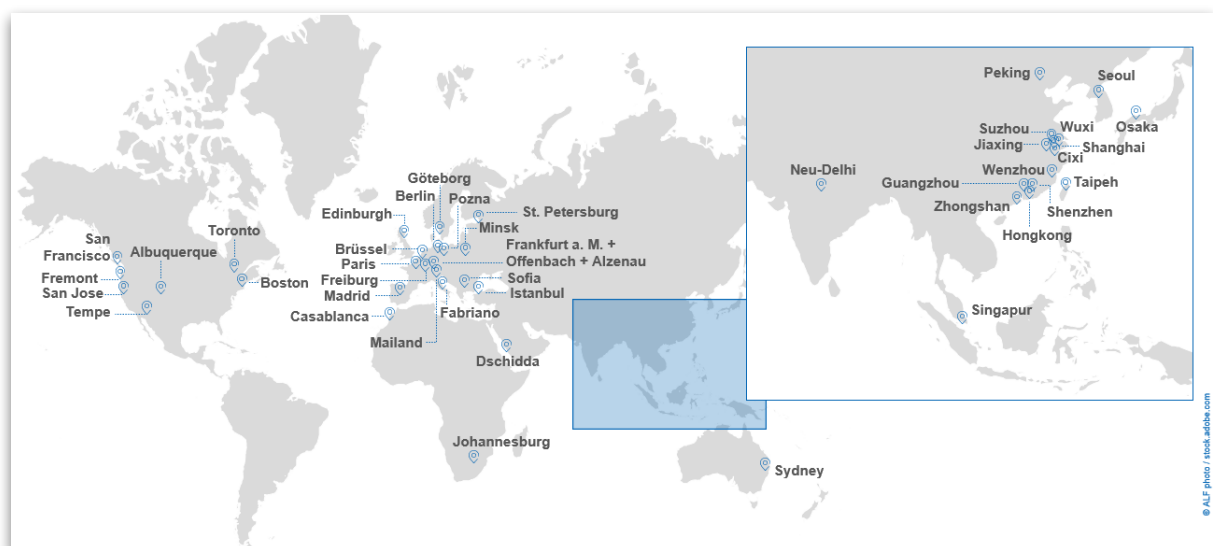 San
Francisco
Fremont
San Jose
Tempe
Albuquerque
Toronto
Boston
Göteborg
Berlin
Pozna
Edinburgh
St. Petersburg
Minsk
Brüssel
Paris
Freiburg
Madrid
Casablanca
Mailand
Frankfurt a. M. +
Offenbach + Alzenau
Sofia
Istanbul
Fabriano
Dschidda
Johannesburg
Sydney
Peking
Seoul
Suzhou
Wuxi
Osaka
Jiaxing
Shanghai
Cixi
Neu-Delhi
Wenzhou
Guangzhou
Taipeh
Zhongshan
Shenzhen
Hongkong
Singapur
© ALF photo / stock.adobe.com